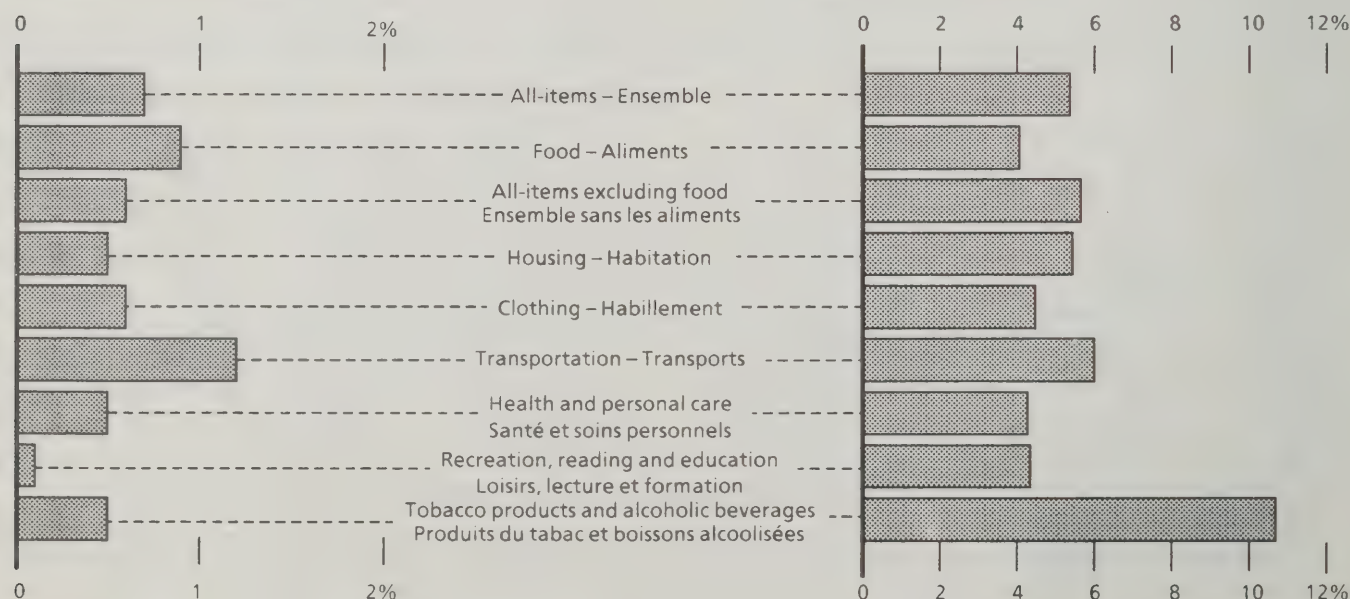 0 1 2% 0 2 4 6 8 10 12%
All-items – Ensemble
Food – Aliments
All-items excluding food
Ensemble sans les aliments
Housing – Habitation
Clothing – Habillement
Transportation – Transports
Health and personal care
Santé et soins personnels
Recreation, reading and education
Loisirs, lecture et formation
Tobacco products and alcoholic beverages
Produits du tabac et boissons alcoolisées
0 1 2% 0 2 4 6 8 10 12%